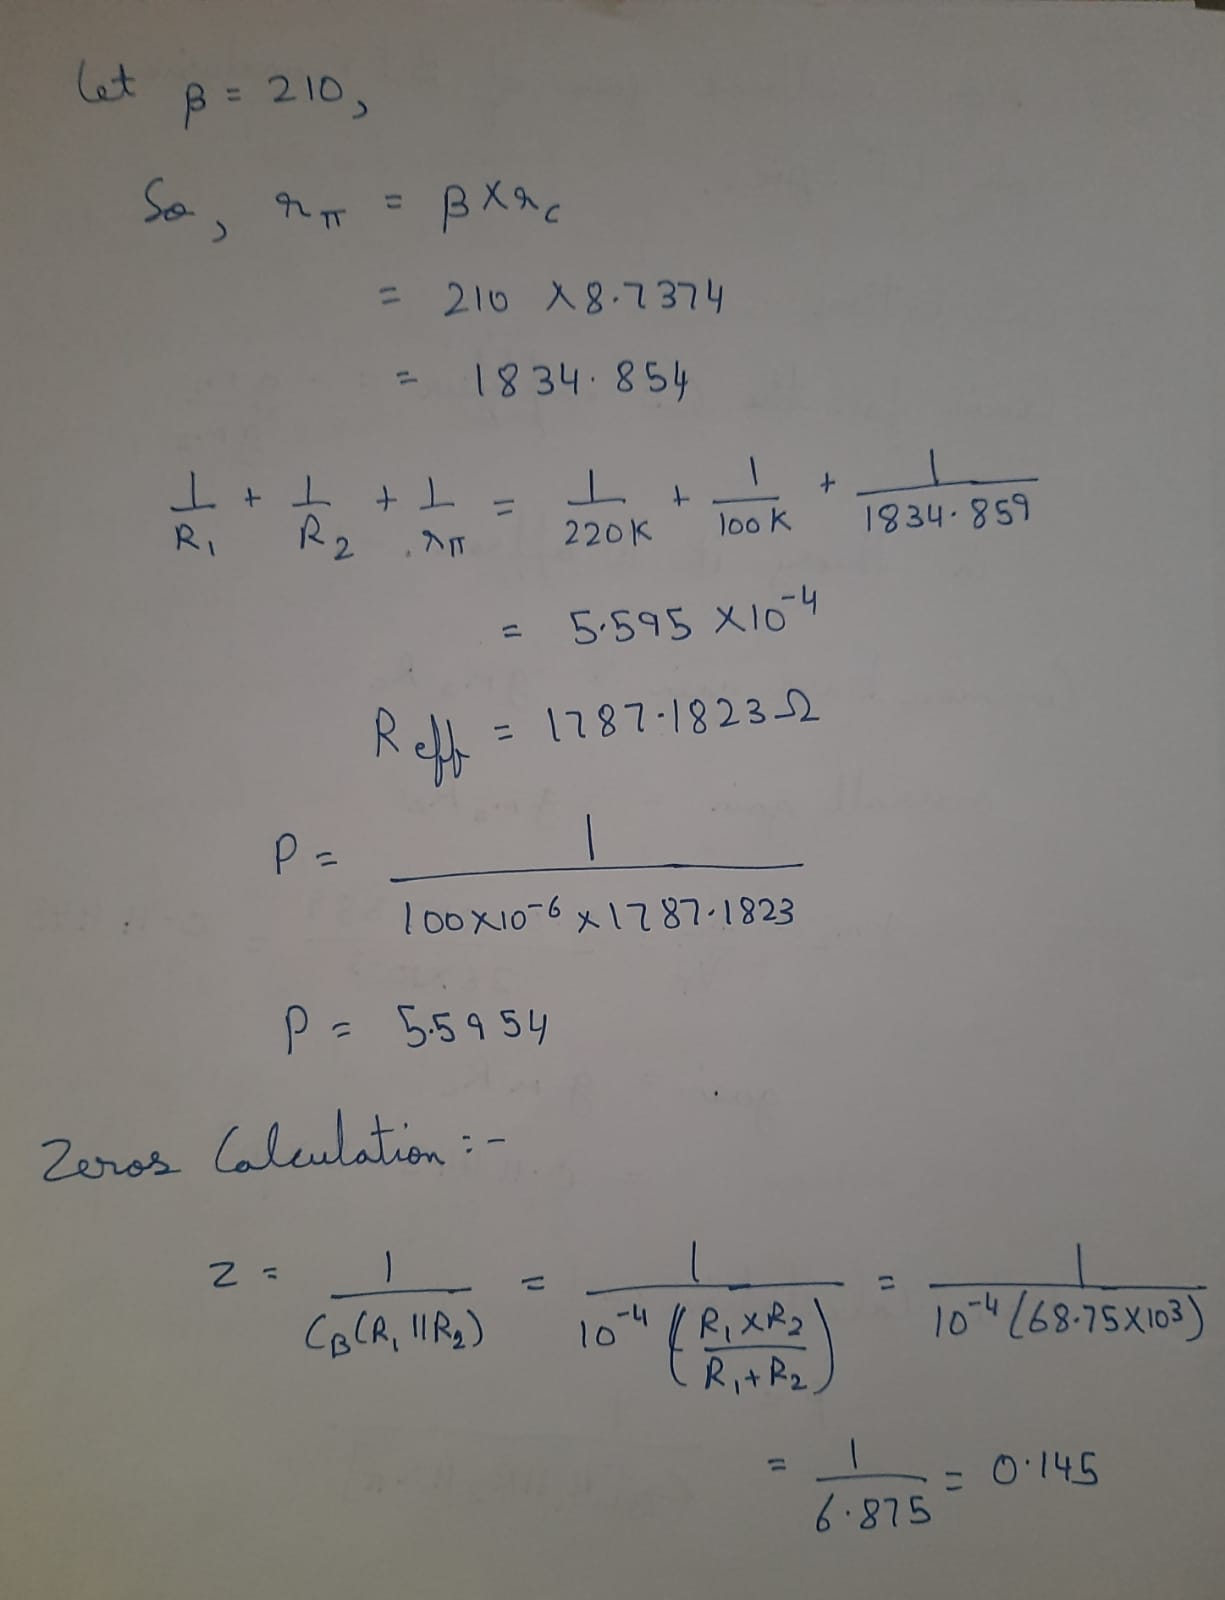 Let β = 210,
So, rπ = β × rc
= 210 × 8.7374
= 1834.854
1/R₁ + 1/R₂ + 1/rπ = 1/220K + 1/100K + 1/1834.859
= 5.595 × 10⁻⁴
Reff = 1787.1823 Ω
P = 1/(100×10⁻⁶ × 1787.1823)
P = 5.5954
Zeros Calculation :-
Z = 1/(CB(R₁ || R₂)) = 1/(10⁻⁴ ((R₁ × R₂)/(R₁ + R₂))) = 1/(10⁻⁴ (68.75×10³))
= 1/6.875 = 0.145